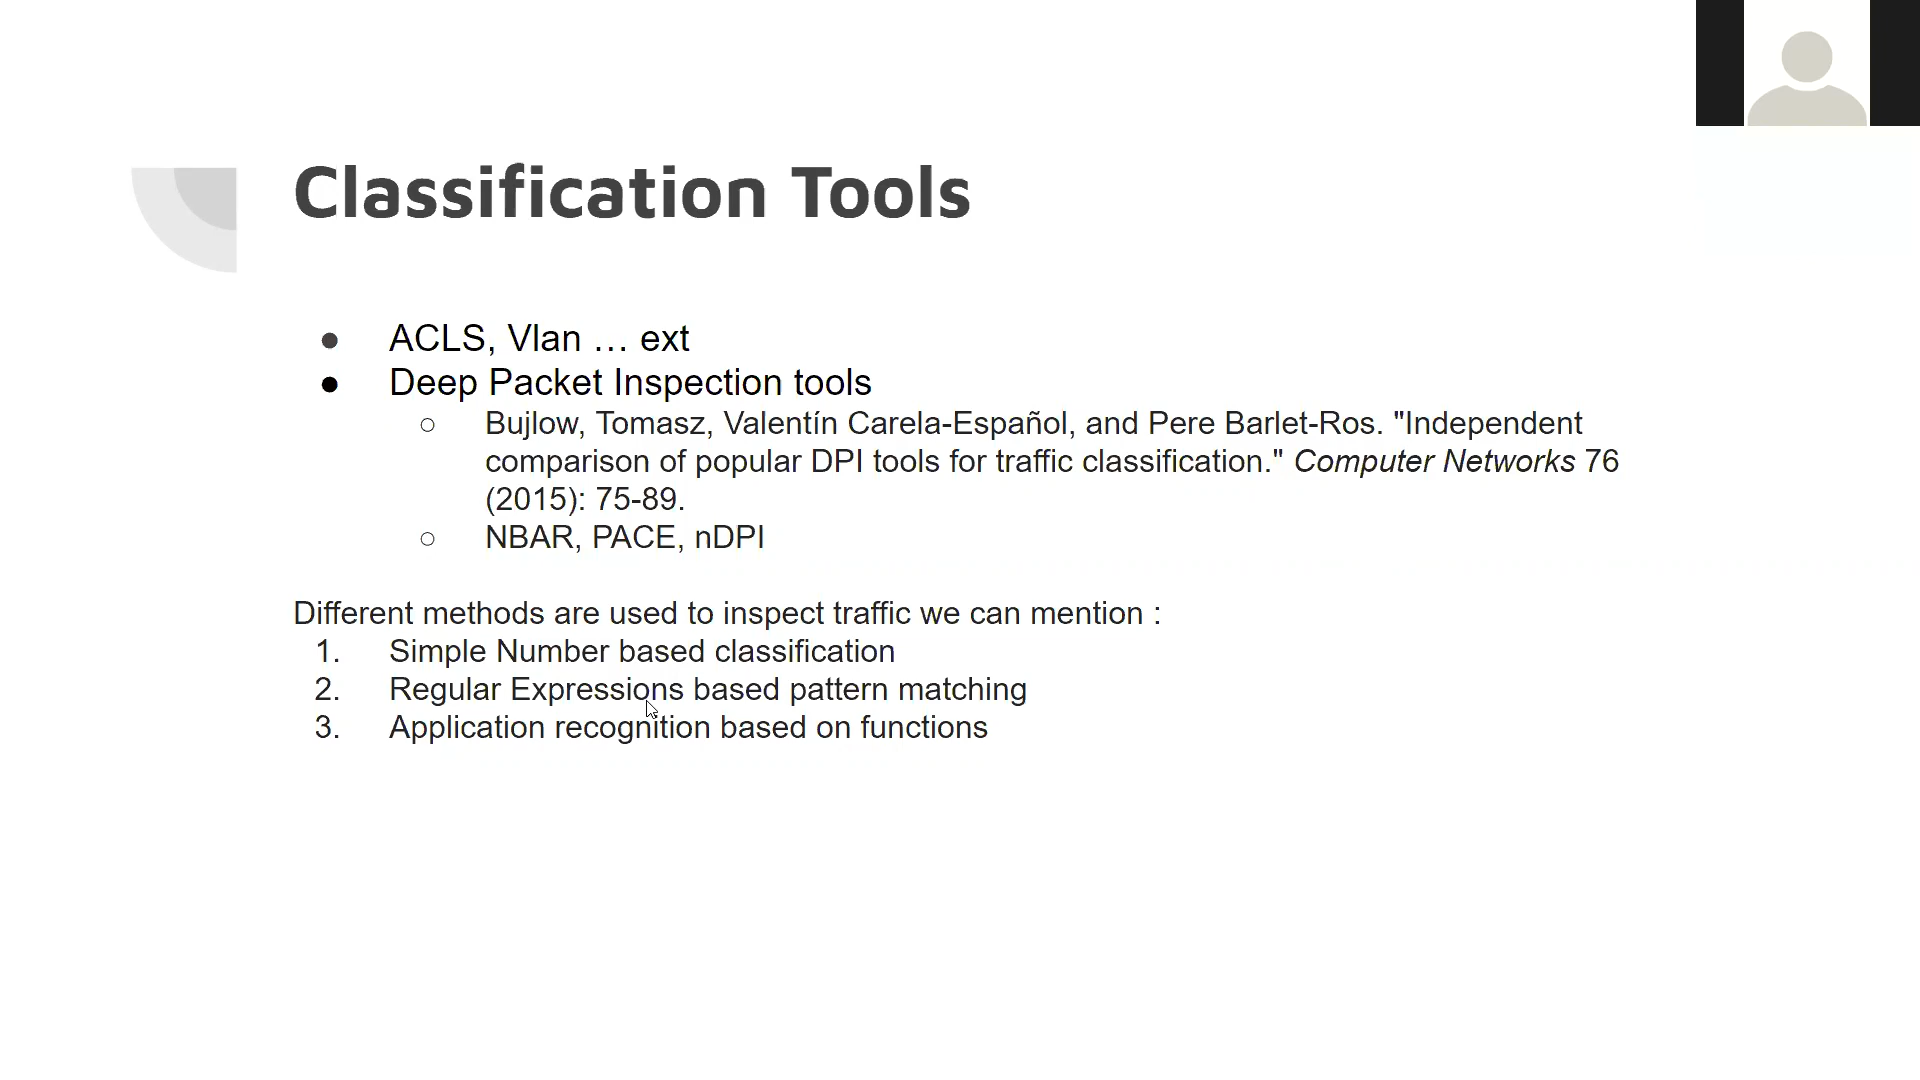 Classification Tools
● ACLS, Vlan … ext
● Deep Packet Inspection tools
○ Bujlow, Tomasz, Valentín Carela-Español, and Pere Barlet-Ros. "Independent
comparison of popular DPI tools for traffic classification." Computer Networks 76
(2015): 75-89.
○ NBAR, PACE, nDPI
Different methods are used to inspect traffic we can mention :
1. Simple Number based classification
2. Regular Expressions based pattern matching
3. Application recognition based on functions